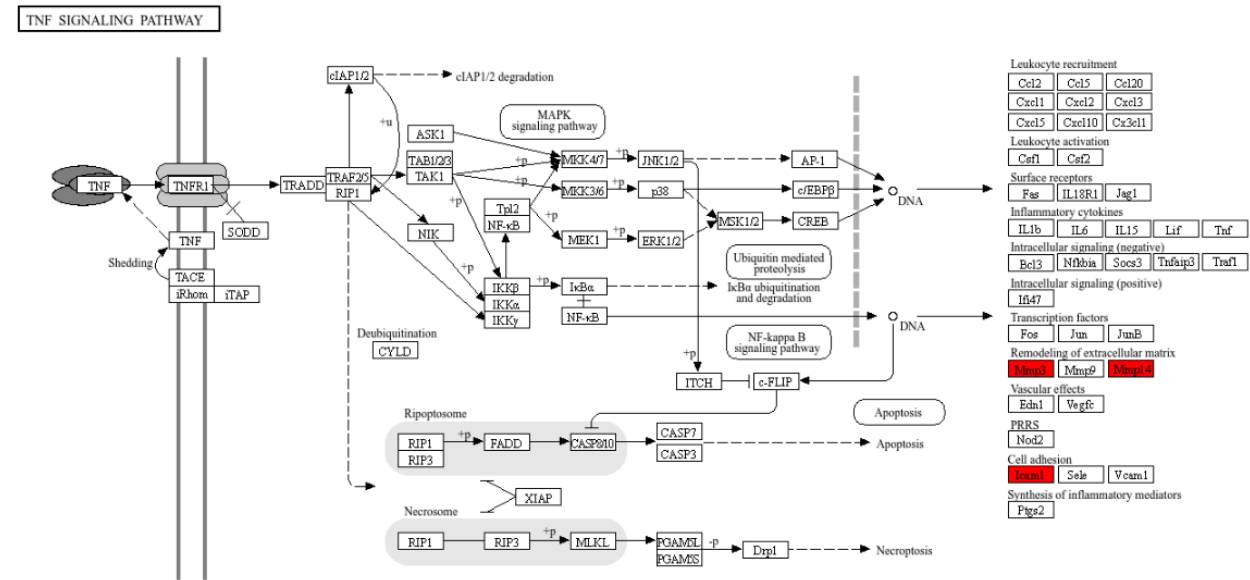 TNF SIGNALING PATHWAY
cIAP1/2
cIAP1/2 degradation
+u
MAPK
signaling pathway
ASK1
TAB1/2/3
TAK1
MKK4/7
+p
JNK1/2
AP-1
+p
+p
MKK3/6
+p
p38
c/EBPβ
DNA
+p
Tpl2
NF-κB
+p
MEK1
+p
ERK1/2
MSK1/2
CREB
TNF
TNFR1
SODD
TRADD
TRAF2/5
RIP1
NIK
+p
TNF
Shedding
TACE
iRhom
iTAP
IKKβ
IKKα
IKKγ
+p
IκBα
NF-κB
Ubiquitin mediated
proteolysis
IκBα ubiquitination
and degradation
DNA
NF-kappa B
signaling pathway
Deubiquitination
CYLD
+p
ITCH
c-FLIP
Apoptosis
Ripoptosome
RIP1
RIP3
+p
FADD
CASP8/10
CASP7
CASP3
Apoptosis
XIAP
Necrosome
RIP1
RIP3
+p
MLKL
PGAM5L
PGAM5S
-p
Drp1
Necroptosis
Leukocyte recruitment
Ccl2 Ccl5 Ccl20
Cxcl1 Cxcl2 Cxcl3
Cxcl5 Cxcl10 Cx3cl1
Leukocyte activation
Csf1 Csf2
Surface receptors
Fas IL18R1 Jag1
Inflammatory cytokines
IL1b IL6 IL15 Lif Tnf
Intracellular signaling (negative)
Bcl3 Nfkbia Socs3 Tnfaip3 Traf1
Intracellular signaling (positive)
Ifi47
Transcription factors
Fos Jun JunB
Remodeling of extracellular matrix
Mmp3 Mmp9 Mmp14
Vascular effects
Edn1 Vegfc
PRRS
Nod2
Cell adhesion
Icam1 Sele Vcam1
Synthesis of inflammatory mediators
Ptgs2